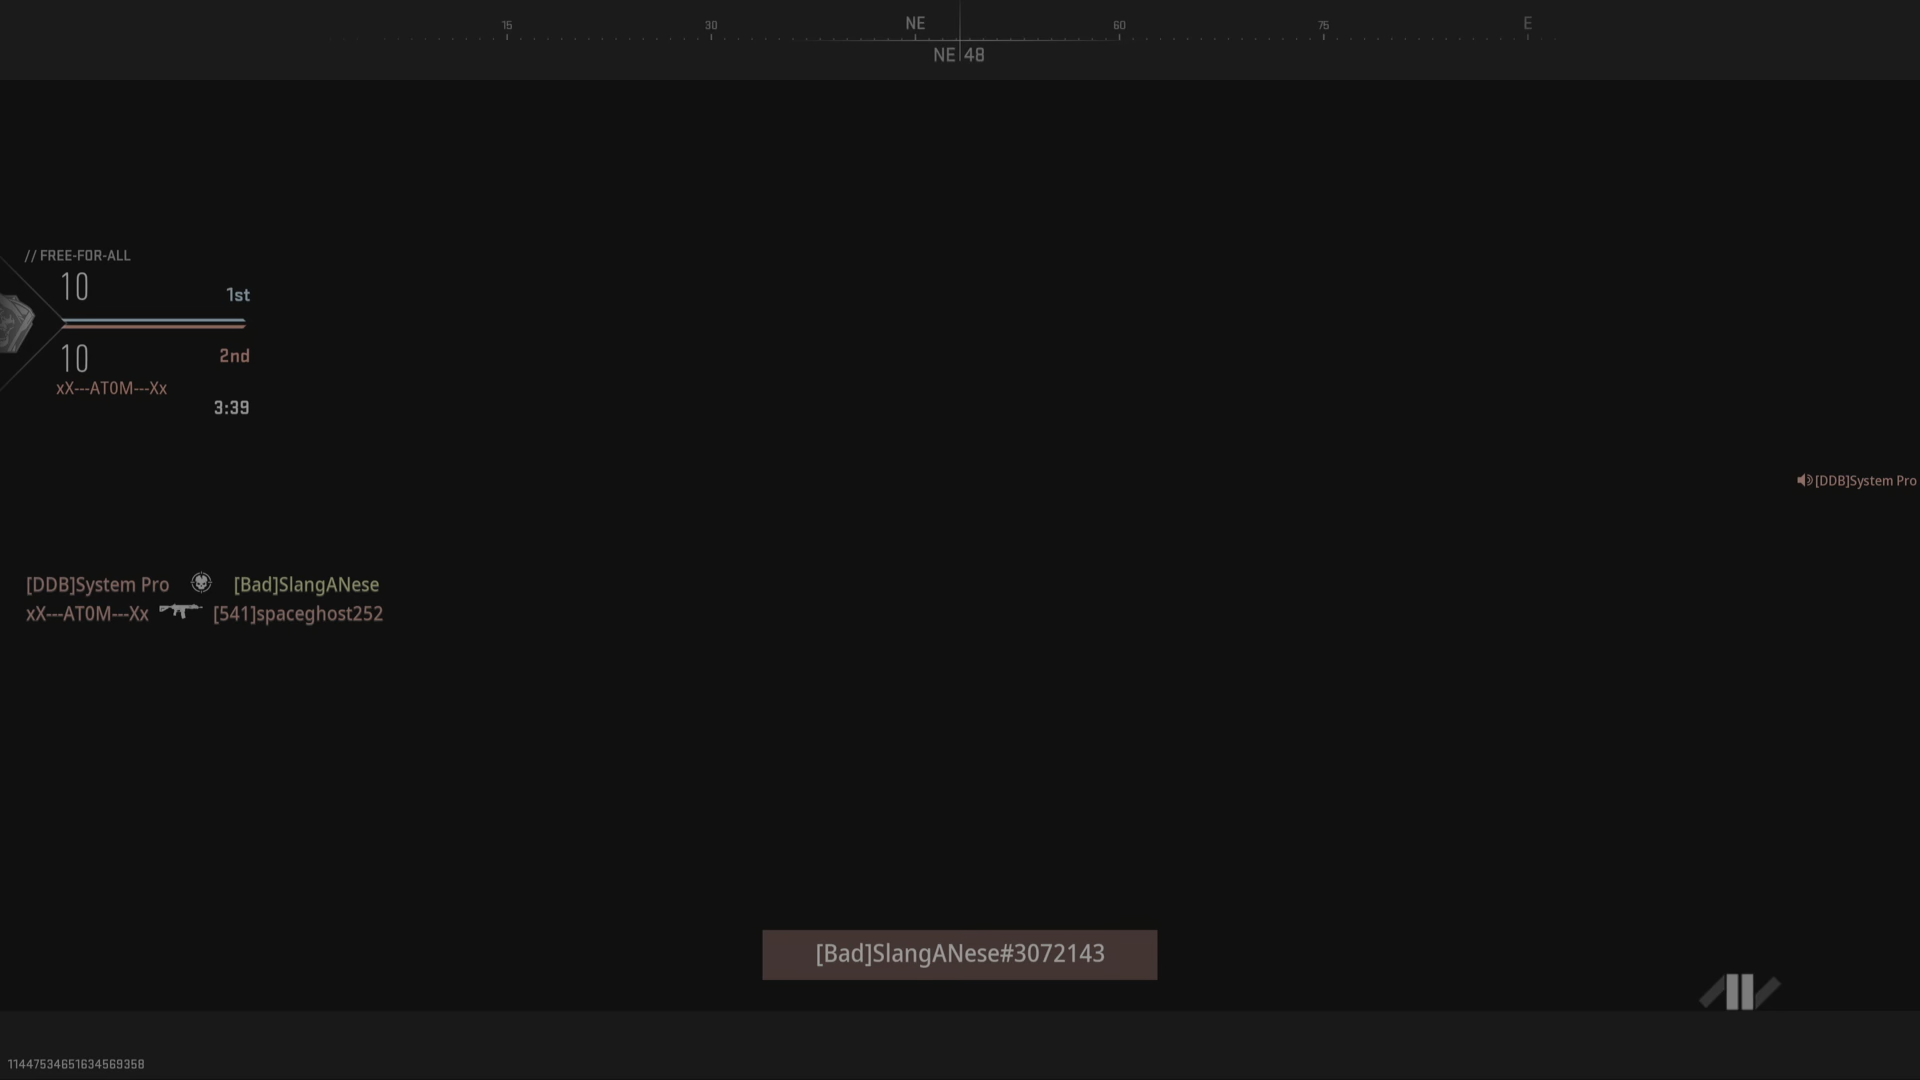 15 30 NE 60 75 E
NE 48
// FREE-FOR-ALL
10
1st
10
2nd
xX---AT0M---Xx
3:39
[DDB]System Pro
[DDB]System Pro [Bad]SlangANese
xX---AT0M---Xx [541]spaceghost252
[Bad]SlangANese#3072143
11447534651634569358